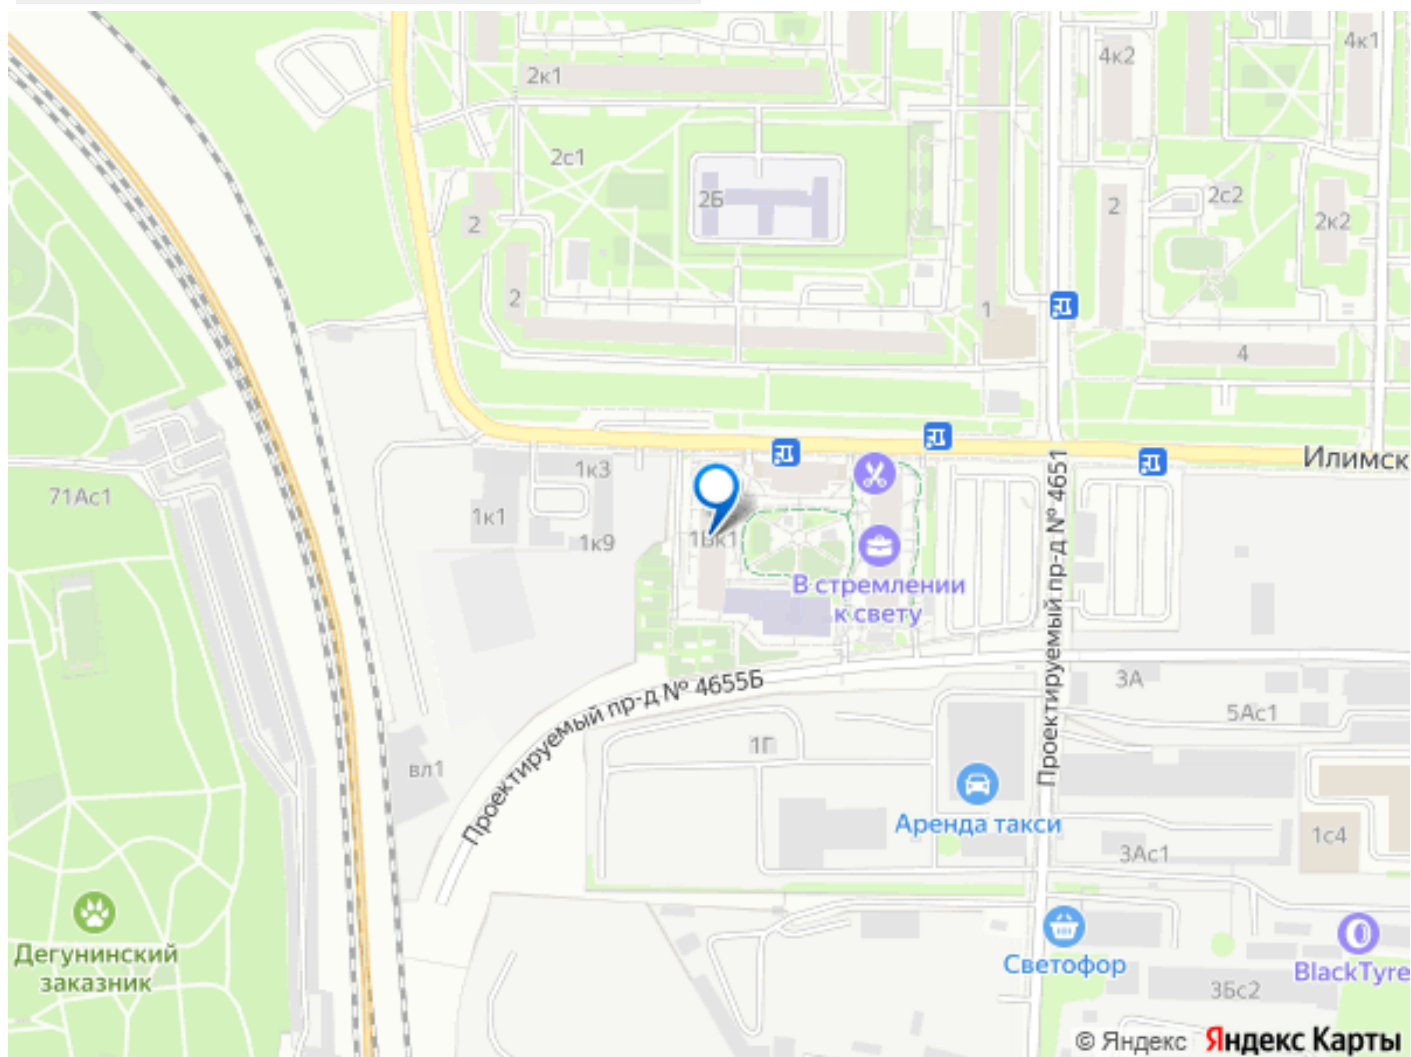 2к1
4к2
4к1
2с1
2Б
2
2
2с2
2к2
2
1
4
Илимск
71Ас1
1к3
1к1
1к9
1Вк1
В стремлении
к свету
Проектируемый пр-д № 4651
Проектируемый пр-д № 4655Б
3А
5Ас1
1Г
вл1
Аренда такси
1с4
3Ас1
Дегунинский
заказник
Светофор
BlackTyre
3Бс2
© Яндекс Яндекс Карты